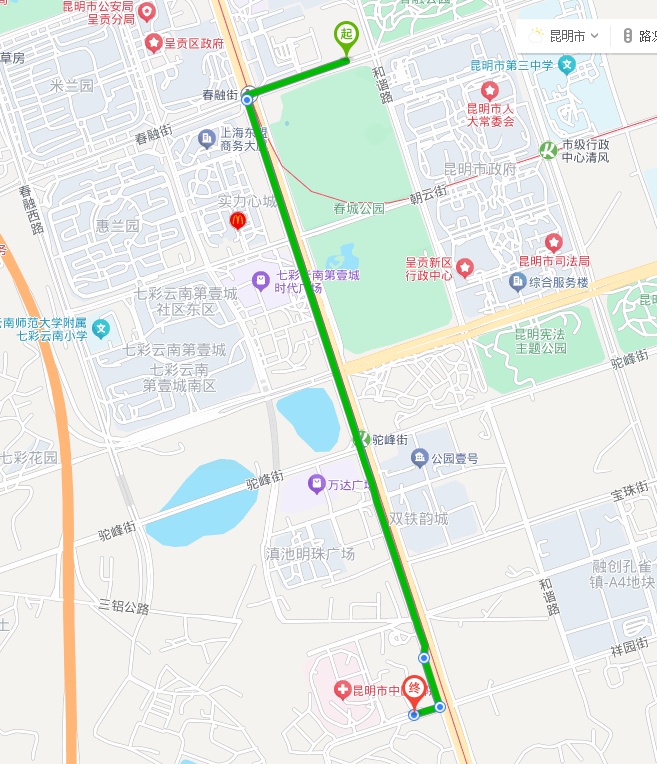 昆明市公安局
呈贡分局
呈贡区政府
草房
米兰园
起
昆明市
路况
昆明市第三中学
和谐路
昆明市人
大常委会
春融街
春融街
上海东盟
商务大厦
市级行政
中心清风
昆明市政府
春融西路
实力心城
惠兰园
朝云街
春城公园
呈贡新区
行政中心
昆明市司法局
综合服务楼
七彩云南第壹城
时代广场
七彩云南第壹城
社区东区
云南师范大学附属
七彩云南小学
七彩云南第壹城
七彩云南
第壹城南区
昆明宪法
主题公园
昆明
驼峰街
驼峰街
公园壹号
七彩花园
驼峰街
万达广场
宝珠街
双铁韵城
驼峰街
滇池明珠广场
融创孔雀
镇-A4地块
和谐路
三铝公路
祥园街
士
终
昆明市中医